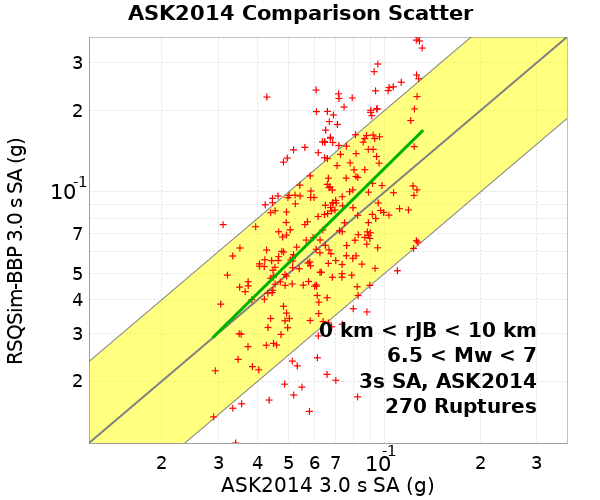 ASK2014 Comparison Scatter
RSQSim-BBP 3.0 s SA (g)
3
2
10-1
7
5
4
3
2
0 km < rJB < 10 km
6.5 < Mw < 7
3s SA, ASK2014
270 Ruptures
2 3 4 5 6 7 10-1 2 3
ASK2014 3.0 s SA (g)